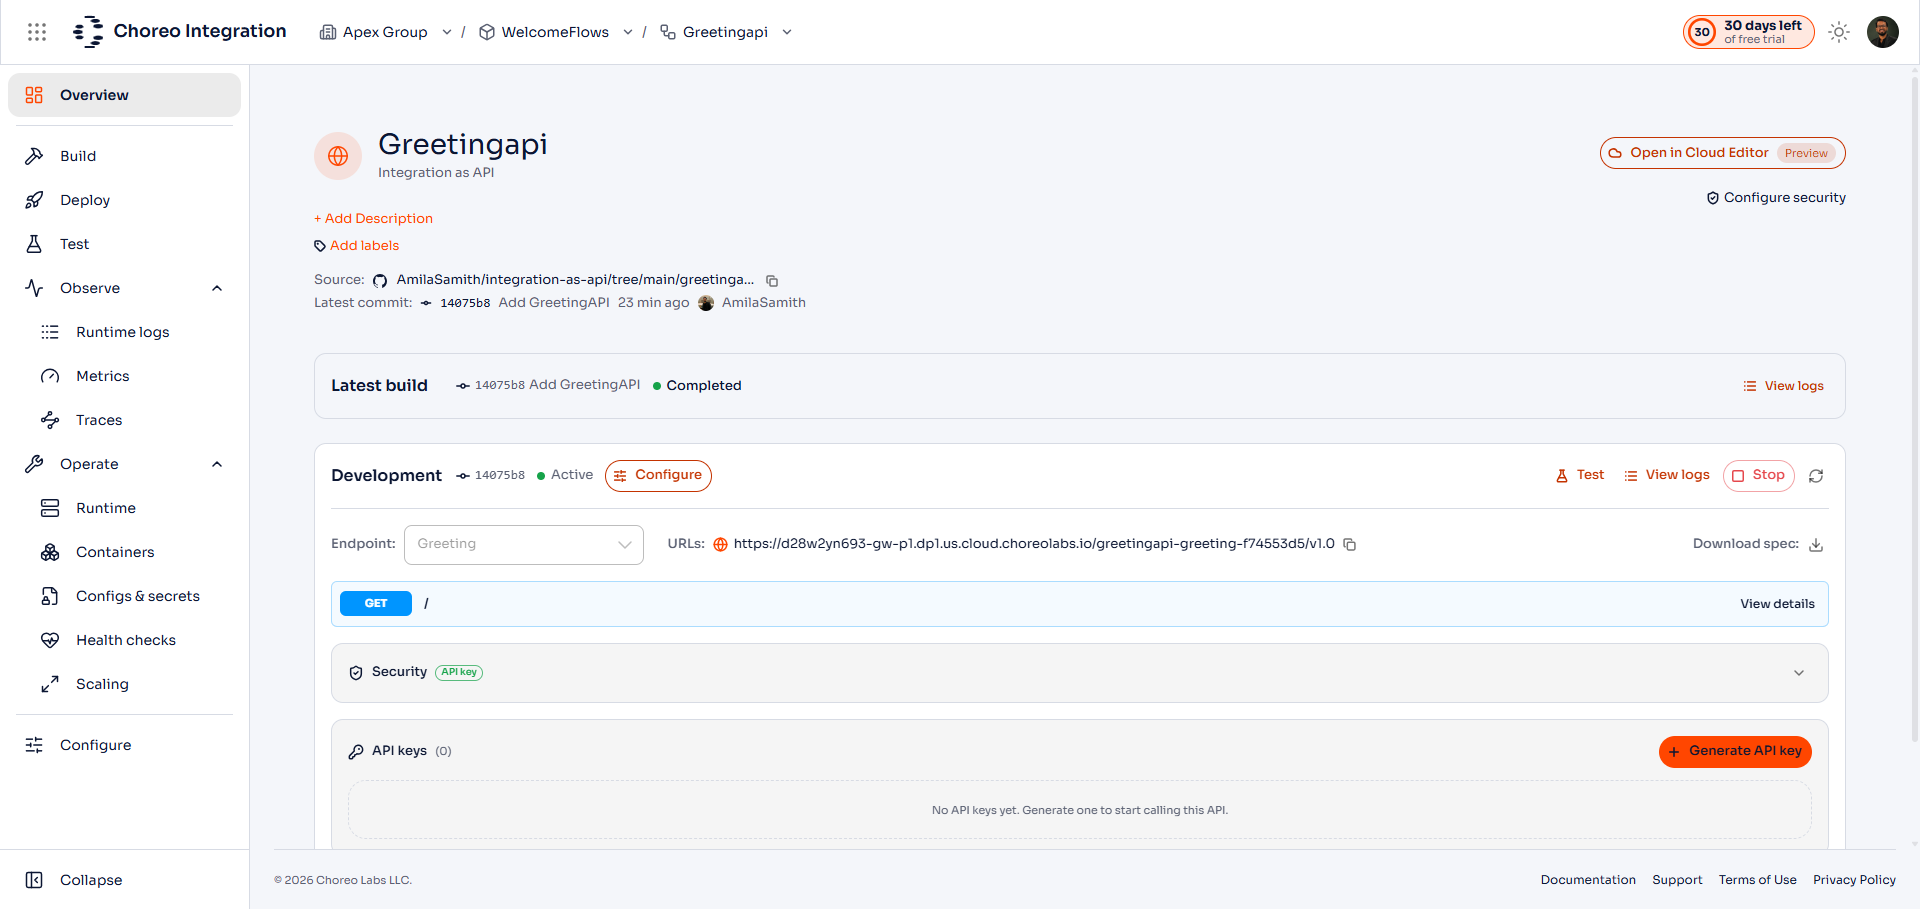 Choreo Integration
Apex Group / WelcomeFlows / Greetingapi
30 30 days left
of free trial
Overview
Build
Deploy
Test
Observe
Runtime logs
Metrics
Traces
Operate
Runtime
Containers
Configs & secrets
Health checks
Scaling
Configure
Collapse
Greetingapi
Integration as API
Open in Cloud Editor Preview
Configure security
+ Add Description
Add labels
Source: AmilaSamith/integration-as-api/tree/main/greetinga...
Latest commit: 14075b8 Add GreetingAPI 23 min ago AmilaSamith
Latest build 14075b8 Add GreetingAPI Completed View logs
Development 14075b8 Active Configure Test View logs Stop
Endpoint: Greeting URLs: https://d28w2yn693-gw-p1.dp1.us.cloud.choreolabs.io/greetingapi-greeting-f74553d5/v1.0 Download spec:
GET / View details
Security API key
API keys (0) + Generate API key
No API keys yet. Generate one to start calling this API.
© 2026 Choreo Labs LLC. Documentation Support Terms of Use Privacy Policy